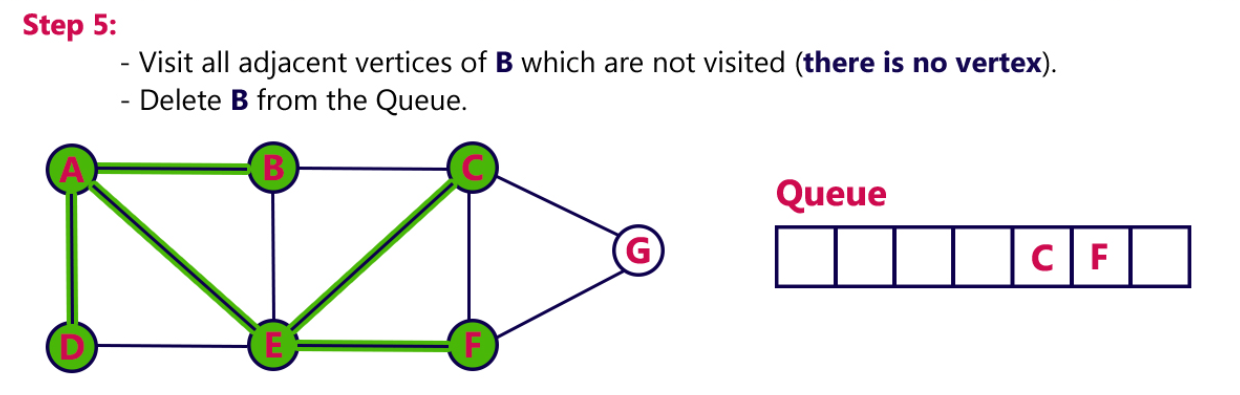 Step 5:
- Visit all adjacent vertices of B which are not visited (there is no vertex).
- Delete B from the Queue.
A B C
Queue
G
C F
D E F